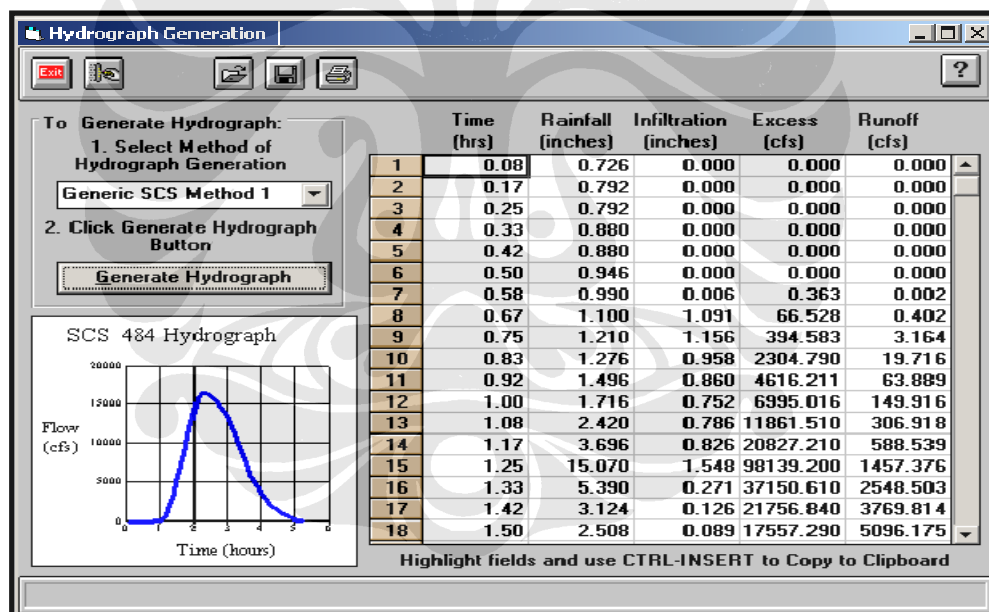 Hydrograph Generation
Exit
?
To Generate Hydrograph:
1. Select Method of
Hydrograph Generation
Generic SCS Method 1
2. Click Generate Hydrograph
Button
Generate Hydrograph
SCS 484 Hydrograph
20000
15000
10000
5000
0
Flow
(cfs)
0 1 2 3 4 5 6
Time (hours)
Time Rainfall Infiltration Excess Runoff
(hrs) (inches) (inches) (cfs) (cfs)
1 0.08 0.726 0.000 0.000 0.000
2 0.17 0.792 0.000 0.000 0.000
3 0.25 0.792 0.000 0.000 0.000
4 0.33 0.880 0.000 0.000 0.000
5 0.42 0.880 0.000 0.000 0.000
6 0.50 0.946 0.000 0.000 0.000
7 0.58 0.990 0.006 0.363 0.002
8 0.67 1.100 1.091 66.528 0.402
9 0.75 1.210 1.156 394.583 3.164
10 0.83 1.276 0.958 2304.790 19.716
11 0.92 1.496 0.860 4616.211 63.889
12 1.00 1.716 0.752 6995.016 149.916
13 1.08 2.420 0.786 11861.510 306.918
14 1.17 3.696 0.826 20827.210 588.539
15 1.25 15.070 1.548 98139.200 1457.376
16 1.33 5.390 0.271 37150.610 2548.503
17 1.42 3.124 0.126 21756.840 3769.814
18 1.50 2.508 0.089 17557.290 5096.175
Highlight fields and use CTRL-INSERT to Copy to Clipboard